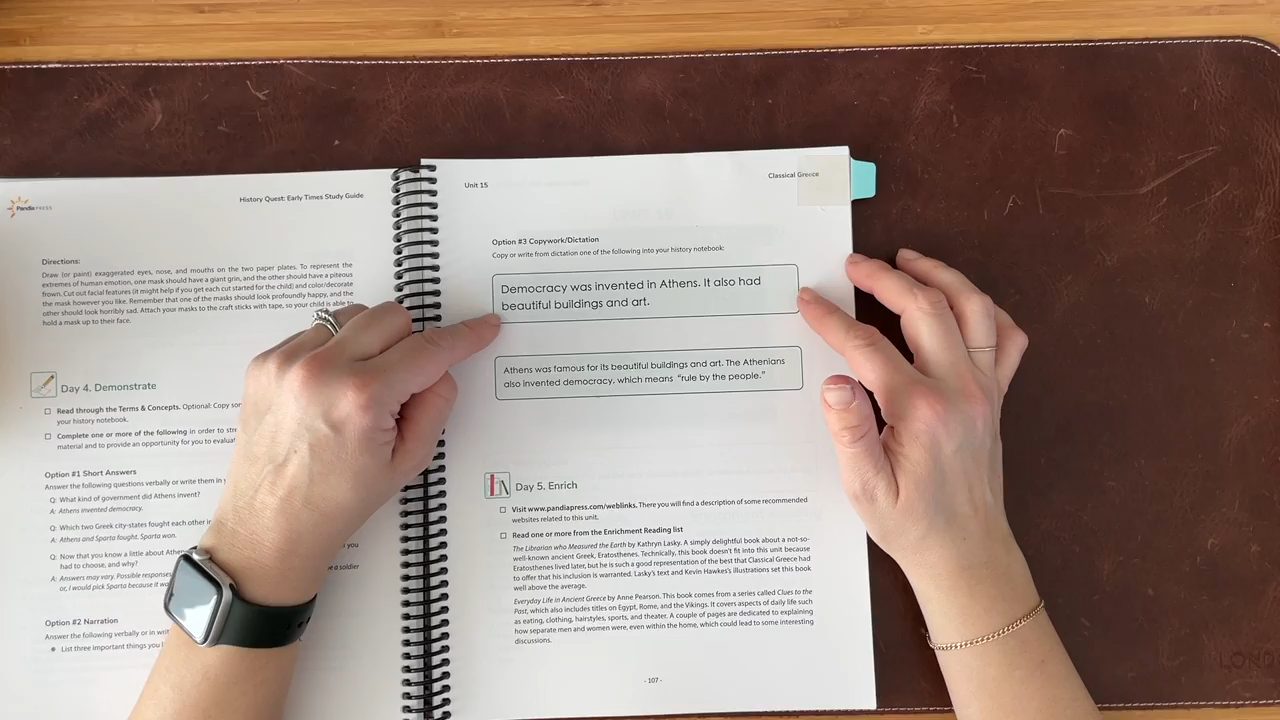 Pandia PRESS
History Quest: Early Times Study Guide
Directions:
Draw (or paint) exaggerated eyes, nose, and mouths on the two paper plates. To represent the
extremes of human emotion, one mask should have a giant grin, and the other should have a piteous
frown. Cut out facial features (it might help if you get each cut started for the child) and color/decorate
the mask however you like. Remember that one of the masks should look profoundly happy, and the
other should look horribly sad. Attach your masks to the craft sticks with tape, so your child is able to
hold a mask up to their face.
Day 4. Demonstrate
Read through the Terms & Concepts. Optional: Copy
your history notebook.
Complete one or more of the following in order to
material and to provide an opportunity for you to
Option #1 Short Answers
Answer the following questions verbally or write them in
Q: What kind of government did Athens invent?
A: Athens invented democracy.
Q: Which two Greek city-states fought each other
A: Athens and Sparta fought. Sparta won.
Q: Now that you know a little about you
had to choose, and why?
A: Answers may vary. Possible be a soldier
or, I would pick Sparta because it
Option #2 Narration
Answer the following verbally or in
List three important things you
Unit 15
Classical Greece
Option #3 Copywork/Dictation
Copy or write from dictation one of the following into your history notebook:
Democracy was invented in Athens. It also had
beautiful buildings and art.
Athens was famous for its beautiful buildings and art. The Athenians
also invented democracy, which means "rule by the people."
Day 5. Enrich
Visit www.pandiapress.com/weblinks. There you will find a description of some recommended
websites related to this unit.
Read one or more from the Enrichment Reading list
The Librarian who Measured the Earth by Kathryn Lasky. A simply delightful book about a not-so-
well-known ancient Greek, Eratosthenes. Technically, this book doesn't fit into this unit because
Eratosthenes lived later, but he is such a good representation of the best that Classical Greece had
to offer that his inclusion is warranted. Lasky's text and Kevin Hawkes's illustrations set this book
well above the average.
Everyday Life in Ancient Greece by Anne Pearson. This book comes from a series called Clues to the
Past, which also includes titles on Egypt, Rome, and the Vikings. It covers aspects of daily life such
as eating, clothing, hairstyles, sports, and theater. A couple of pages are dedicated to explaining
how separate men and women were, even within the home, which could lead to some interesting
discussions.
- 107 -